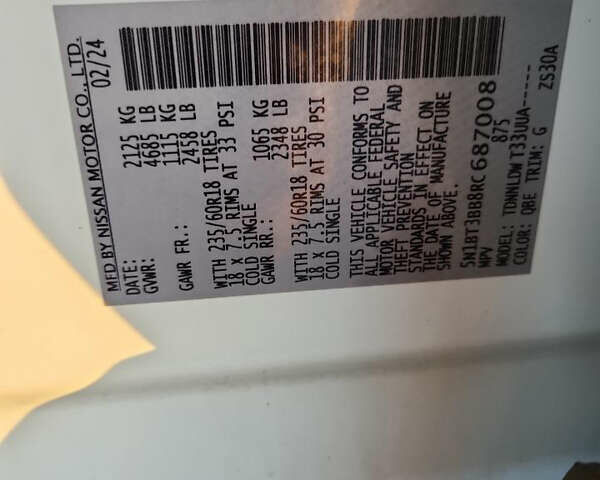 MFD BY NISSAN MOTOR CO., LTD.
DATE: 02/24
GVWR: 2125 KG
4685 LB
GAWR FR.: 1115 KG
2458 LB
WITH 235/60R18 TIRES
18 X 7.5 RIMS AT 33 PSI
COLD SINGLE
GAWR RR.: 1065 KG
2348 LB
WITH 235/60R18 TIRES
18 X 7.5 RIMS AT 30 PSI
COLD SINGLE
THIS VEHICLE CONFORMS TO
ALL APPLICABLE FEDERAL
MOTOR VEHICLE SAFETY AND
THEFT PREVENTION
STANDARDS IN EFFECT ON
THE DATE OF MANUFACTURE
SHOWN ABOVE.
5N1BT3BB8RC687008
MPV 875
MODEL: TDNNLDWT33UUA-----
COLOR: QBE TRIM: G ZS30A